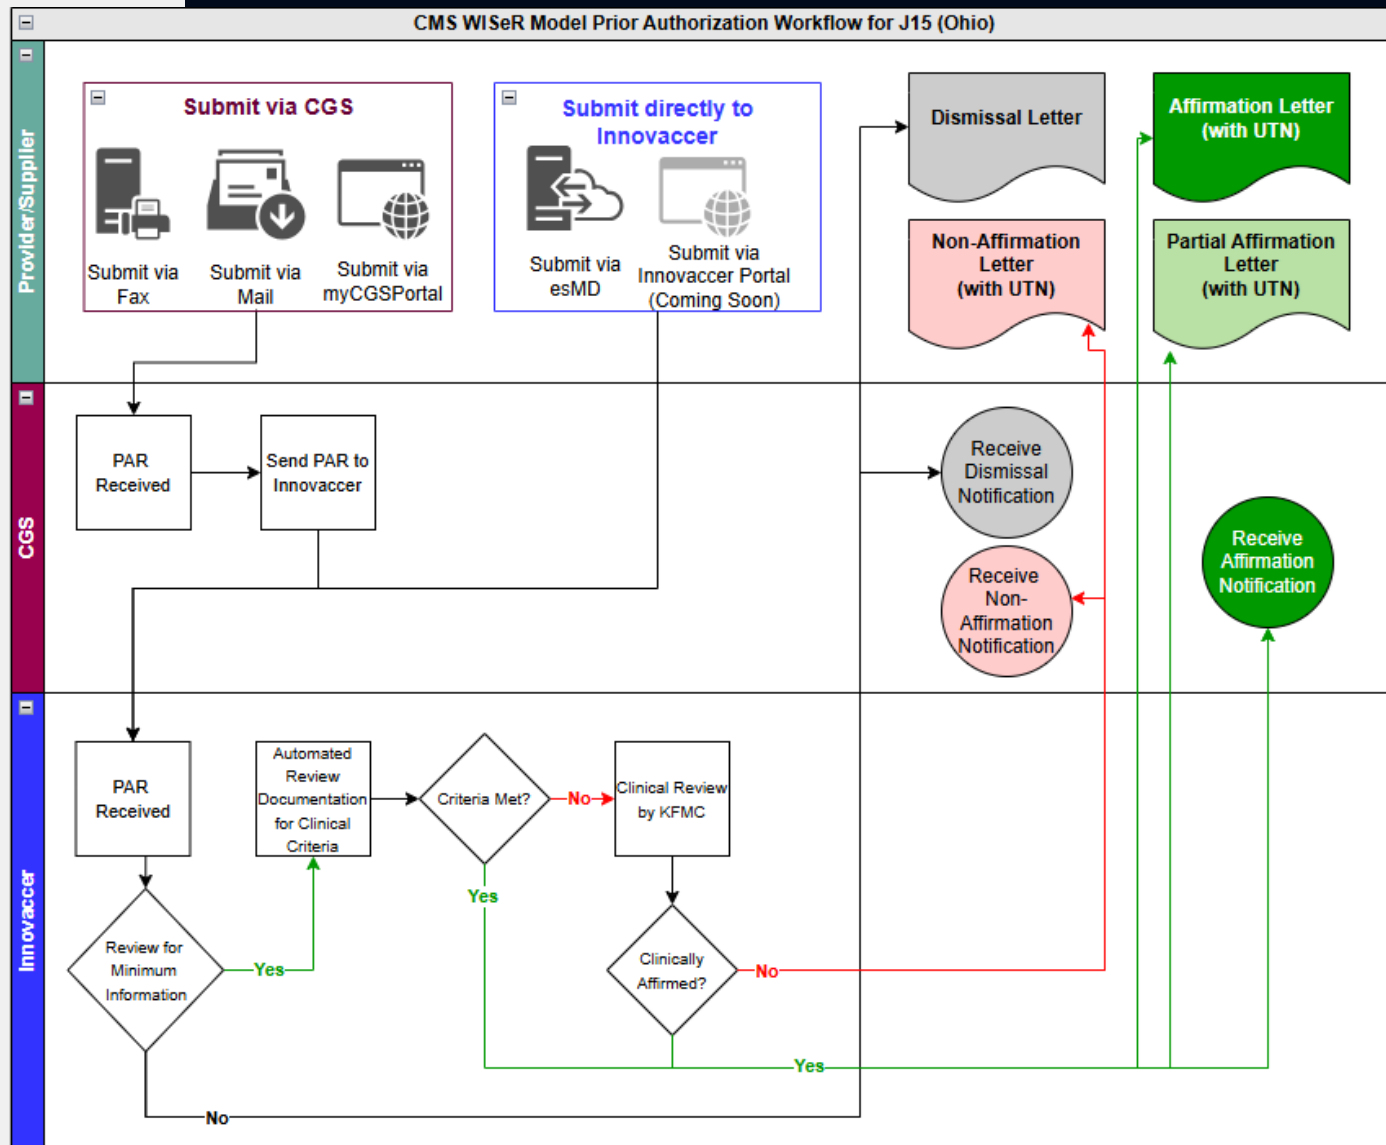 CMS WISeR Model Prior Authorization Workflow for J15 (Ohio)
Provider/Supplier
Submit via CGS
Submit via
Fax
Submit via
Mail
Submit via
myCGSPortal
Submit directly to
Innovaccer
Submit via
esMD
Submit via
Innovaccer Portal
(Coming Soon)
Dismissal Letter
Affirmation Letter
(with UTN)
Non-Affirmation
Letter
(with UTN)
Partial Affirmation
Letter
(with UTN)
CGS
PAR
Received
Send PAR to
Innovaccer
Receive
Dismissal
Notification
Receive
Non-
Affirmation
Notification
Receive
Affirmation
Notification
Innovaccer
PAR
Received
Automated
Review
Documentation
for Clinical
Criteria
Criteria Met?
No
Clinical Review
by KFMC
Yes
Review for
Minimum
Information
Yes
Clinically
Affirmed?
No
Yes
No